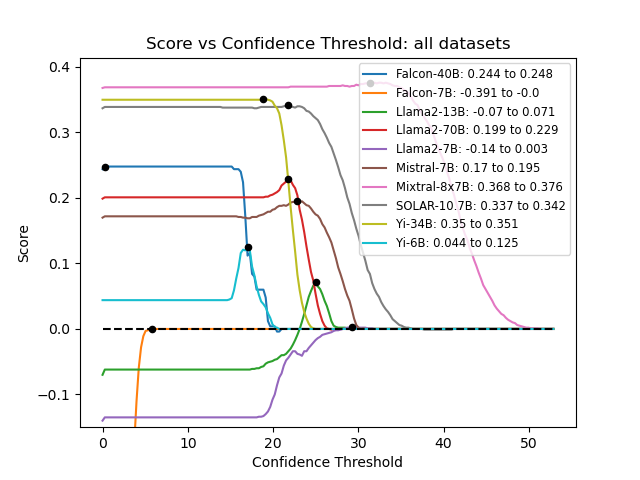 Score vs Confidence Threshold: all datasets
0.4
0.3
0.2
0.1
0.0
−0.1
Score
Falcon-40B: 0.244 to 0.248
Falcon-7B: -0.391 to -0.0
Llama2-13B: -0.07 to 0.071
Llama2-70B: 0.199 to 0.229
Llama2-7B: -0.14 to 0.003
Mistral-7B: 0.17 to 0.195
Mixtral-8x7B: 0.368 to 0.376
SOLAR-10.7B: 0.337 to 0.342
Yi-34B: 0.35 to 0.351
Yi-6B: 0.044 to 0.125
0 10 20 30 40 50
Confidence Threshold